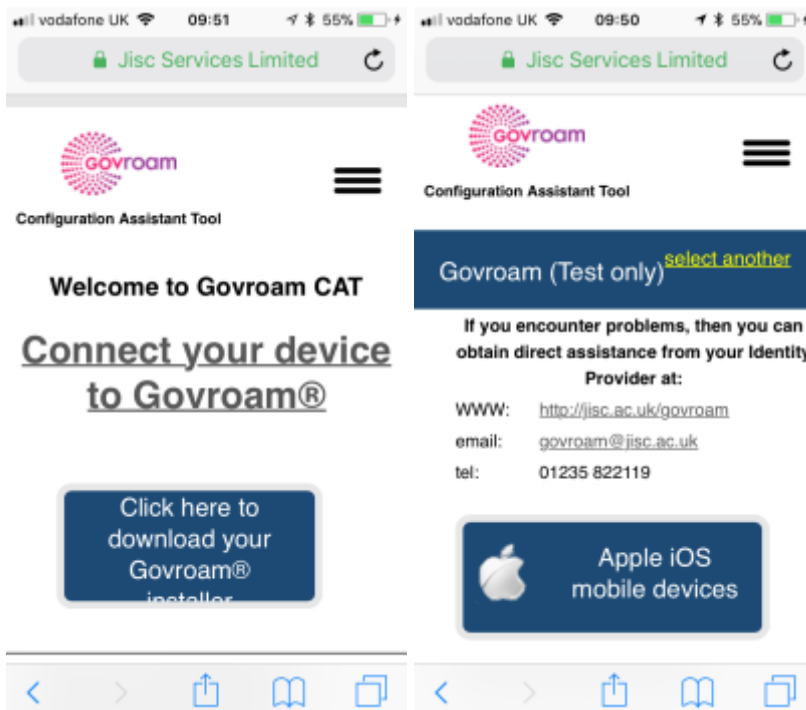 vodafone UK 09:51 55%
Jisc Services Limited
govroam
Configuration Assistant Tool
Welcome to Govroam CAT
Connect your device
to Govroam®
Click here to
download your
Govroam®
installer
vodafone UK 09:50 55%
Jisc Services Limited
govroam
Configuration Assistant Tool
Govroam (Test only) select another
If you encounter problems, then you can
obtain direct assistance from your Identity
Provider at:
WWW: http://jisc.ac.uk/govroam
email: govroam@jisc.ac.uk
tel: 01235 822119
Apple iOS
mobile devices